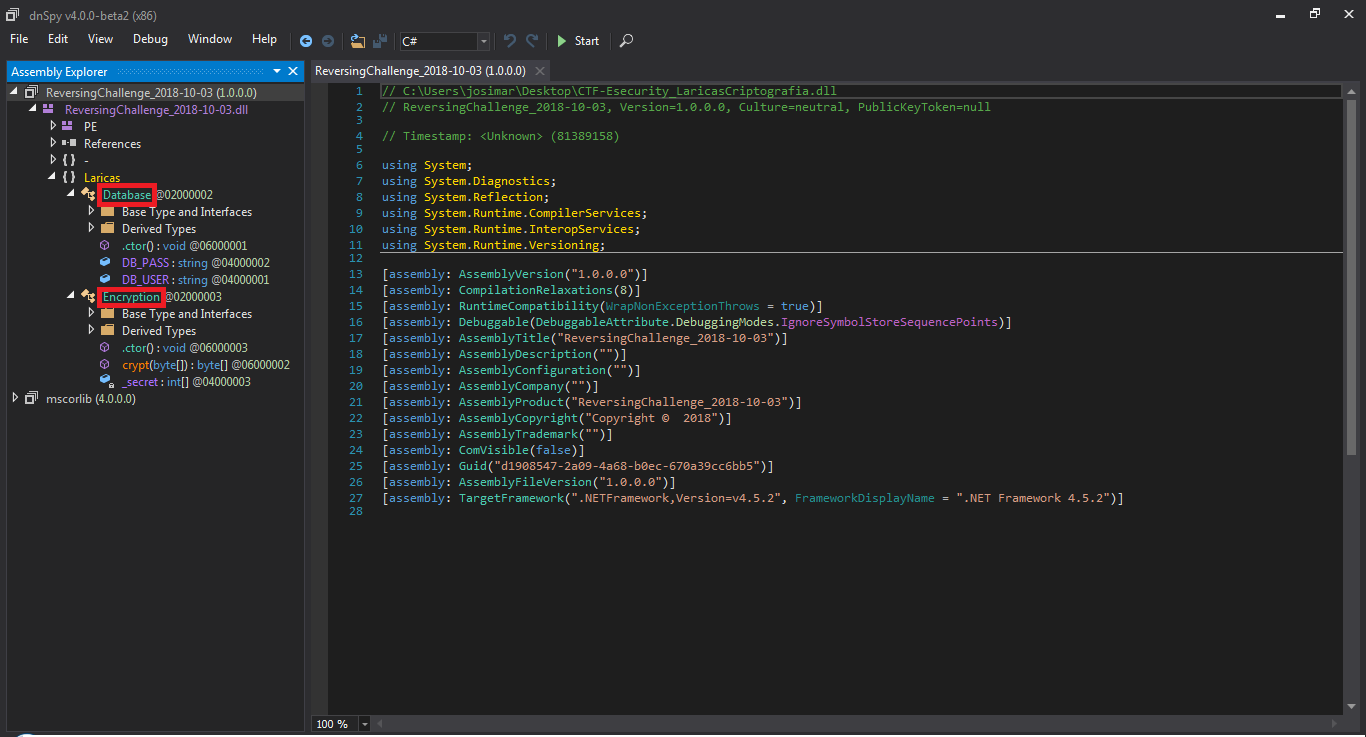 dnSpy v4.0.0-beta2 (x86)
File Edit View Debug Window Help C# Start
Assembly Explorer
ReversingChallenge_2018-10-03 (1.0.0.0)
ReversingChallenge_2018-10-03.dll
PE
References
{ } -
{ } Laricas
Database @02000002
Base Type and Interfaces
Derived Types
.ctor() : void @06000001
DB_PASS : string @04000002
DB_USER : string @04000001
Encryption @02000003
Base Type and Interfaces
Derived Types
.ctor() : void @06000003
crypt(byte[]) : byte[] @06000002
_secret : int[] @04000003
mscorlib (4.0.0.0)
ReversingChallenge_2018-10-03 (1.0.0.0)
1 // C:\Users\josimar\Desktop\CTF-Esecurity_LaricasCriptografia.dll
2 // ReversingChallenge_2018-10-03, Version=1.0.0.0, Culture=neutral, PublicKeyToken=null
3
4 // Timestamp: <Unknown> (81389158)
5
6 using System;
7 using System.Diagnostics;
8 using System.Reflection;
9 using System.Runtime.CompilerServices;
10 using System.Runtime.InteropServices;
11 using System.Runtime.Versioning;
12
13 [assembly: AssemblyVersion("1.0.0.0")]
14 [assembly: CompilationRelaxations(8)]
15 [assembly: RuntimeCompatibility(WrapNonExceptionThrows = true)]
16 [assembly: Debuggable(DebuggableAttribute.DebuggingModes.IgnoreSymbolStoreSequencePoints)]
17 [assembly: AssemblyTitle("ReversingChallenge_2018-10-03")]
18 [assembly: AssemblyDescription("")]
19 [assembly: AssemblyConfiguration("")]
20 [assembly: AssemblyCompany("")]
21 [assembly: AssemblyProduct("ReversingChallenge_2018-10-03")]
22 [assembly: AssemblyCopyright("Copyright ©  2018")]
23 [assembly: AssemblyTrademark("")]
24 [assembly: ComVisible(false)]
25 [assembly: Guid("d1908547-2a09-4a68-b0ec-670a39cc6bb5")]
26 [assembly: AssemblyFileVersion("1.0.0.0")]
27 [assembly: TargetFramework(".NETFramework,Version=v4.5.2", FrameworkDisplayName = ".NET Framework 4.5.2")]
28
100 %